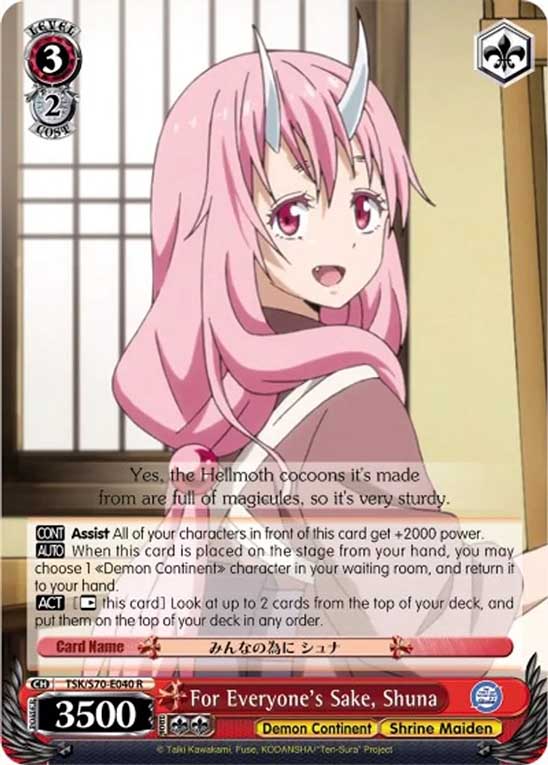 LEVEL
3
2
COST
Yes, the Hellmoth cocoons it's made
from are full of magicules, so it's very sturdy.
CONT Assist All of your characters in front of this card get +2000 power.
AUTO When this card is placed on the stage from your hand, you may
choose 1 «Demon Continent» character in your waiting room, and return it
to your hand.
ACT [ this card] Look at up to 2 cards from the top of your deck, and
put them on the top of your deck in any order.
Card Name みんなの為に シュナ
CH TSK/S70-E040 R
For Everyone's Sake, Shuna
POWER 3500 SOUL
Demon Continent Shrine Maiden
© Taiki Kawakami, Fuse, KODANSHA/"Ten-Sura" Project